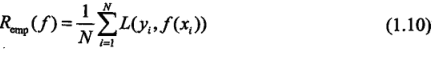 R_emp(f) = 1/N ∑_{i=1}^{N} L(y_i, f(x_i)) (1.10)